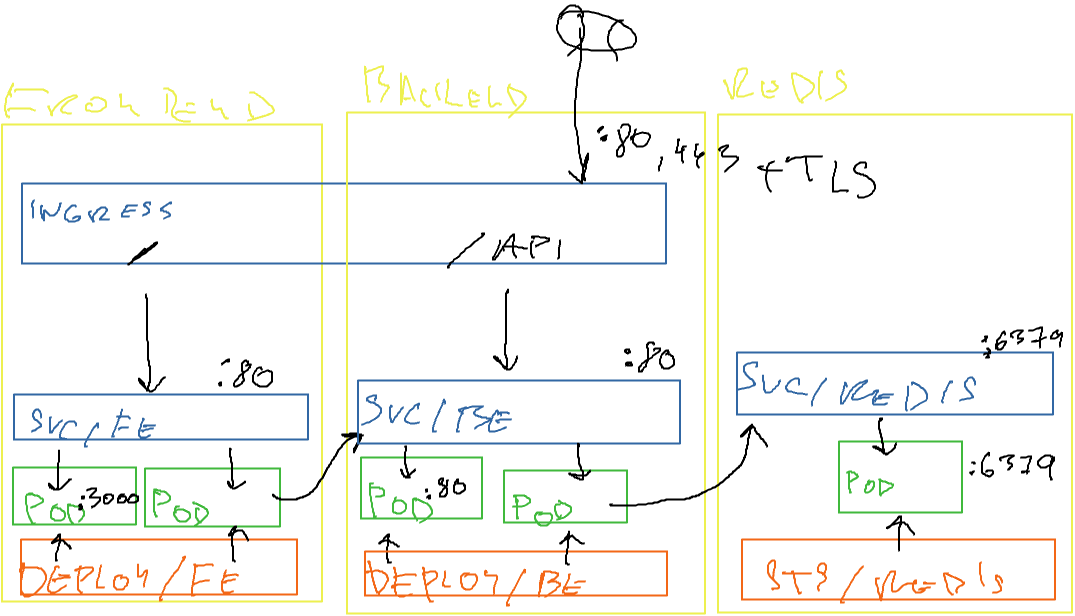 FRONTEND
BACKEND
REDIS
:80, 443 + TLS
INGRESS
/
/API
:80
:80
:6379
SVC/FE
SVC/BE
SVC/REDIS
POD:3000
POD
POD:80
POD
POD
:6379
DEPLOY/FE
DEPLOY/BE
STS/REDIS